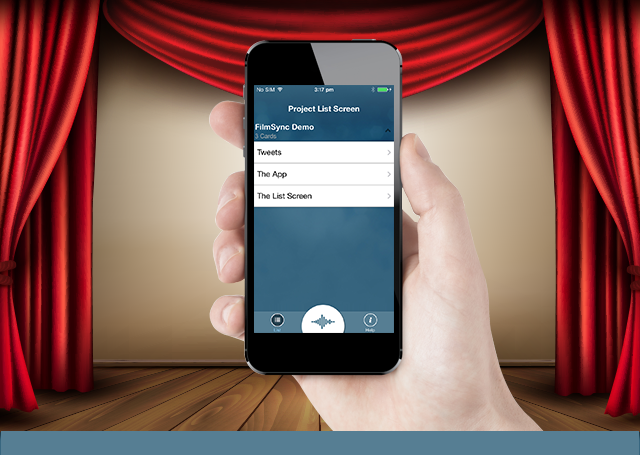 No SIM 3:17 pm
Project List Screen
FilmSync Demo
3 Cards
Tweets
The App
The List Screen
List Help